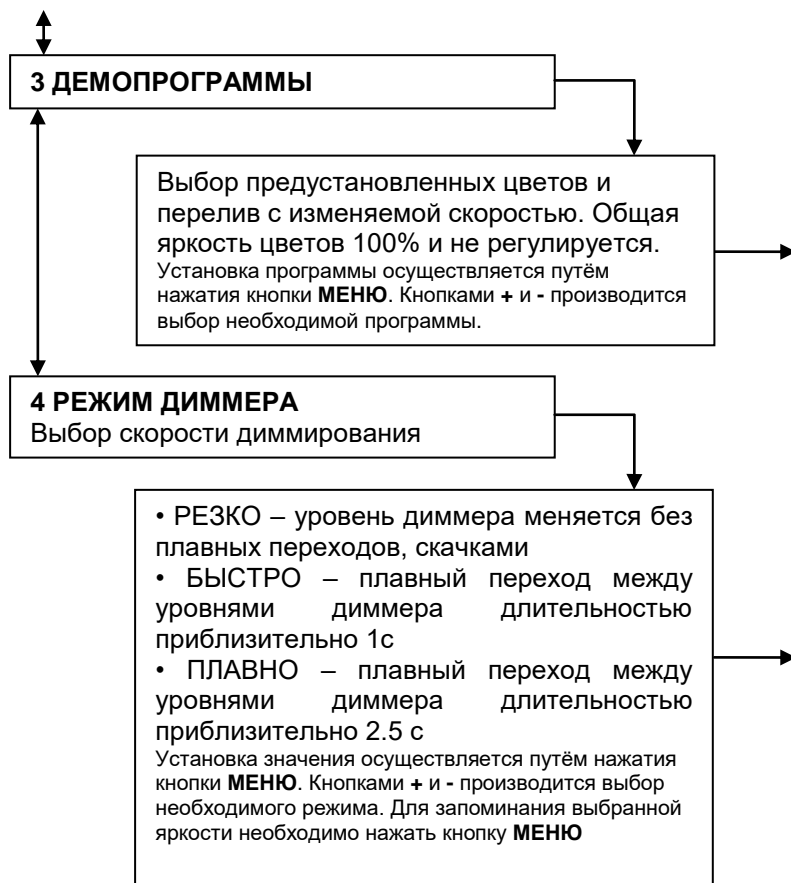 3 ДЕМОПРОГРАММЫ
Выбор предустановленных цветов и
перелив с изменяемой скоростью. Общая
яркость цветов 100% и не регулируется.
Установка программы осуществляется путём
нажатия кнопки МЕНЮ. Кнопками + и - производится
выбор необходимой программы.
4 РЕЖИМ ДИММЕРА
Выбор скорости диммирования
• РЕЗКО – уровень диммера меняется без
плавных переходов, скачками
• БЫСТРО – плавный переход между
уровнями диммера длительностью
приблизительно 1с
• ПЛАВНО – плавный переход между
уровнями диммера длительностью
приблизительно 2.5 с
Установка значения осуществляется путём нажатия
кнопки МЕНЮ. Кнопками + и - производится выбор
необходимого режима. Для запоминания выбранной
яркости необходимо нажать кнопку МЕНЮ